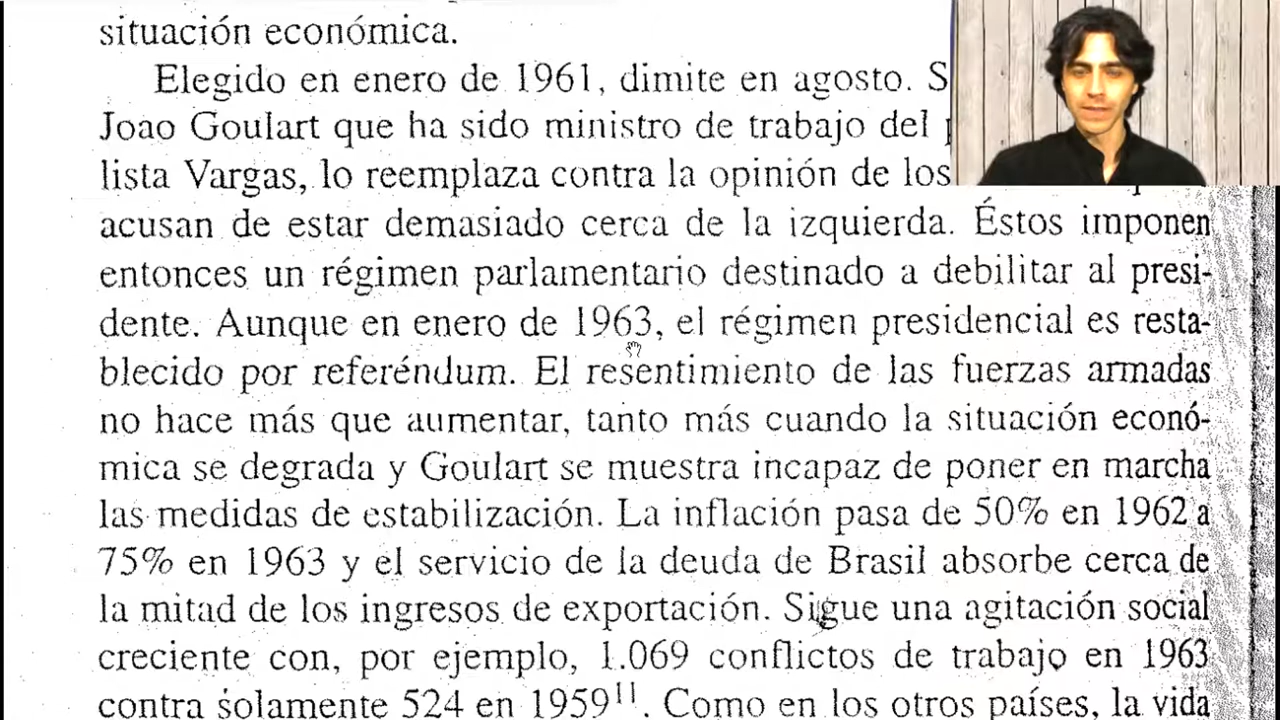 situación económica.
Elegido en enero de 1961, dimite en agosto. S
Joao Goulart que ha sido ministro de trabajo del
lista Vargas, lo reemplaza contra la opinión de los
acusan de estar demasiado cerca de la izquierda. Éstos imponen
entonces un régimen parlamentario destinado a debilitar al presi-
dente. Aunque en enero de 1963, el régimen presidencial es resta-
blecido por referéndum. El resentimiento de las fuerzas armadas
no hace más que aumentar, tanto más cuando la situación econó-
mica se degrada y Goulart se muestra incapaz de poner en marcha
las medidas de estabilización. La inflación pasa de 50% en 1962 a
75% en 1963 y el servicio de la deuda de Brasil absorbe cerca de
la mitad de los ingresos de exportación. Sigue una agitación social
creciente con, por ejemplo, 1.069 conflictos de trabajo en 1963
contra solamente 524 en 1959¹¹. Como en los otros países, la vida